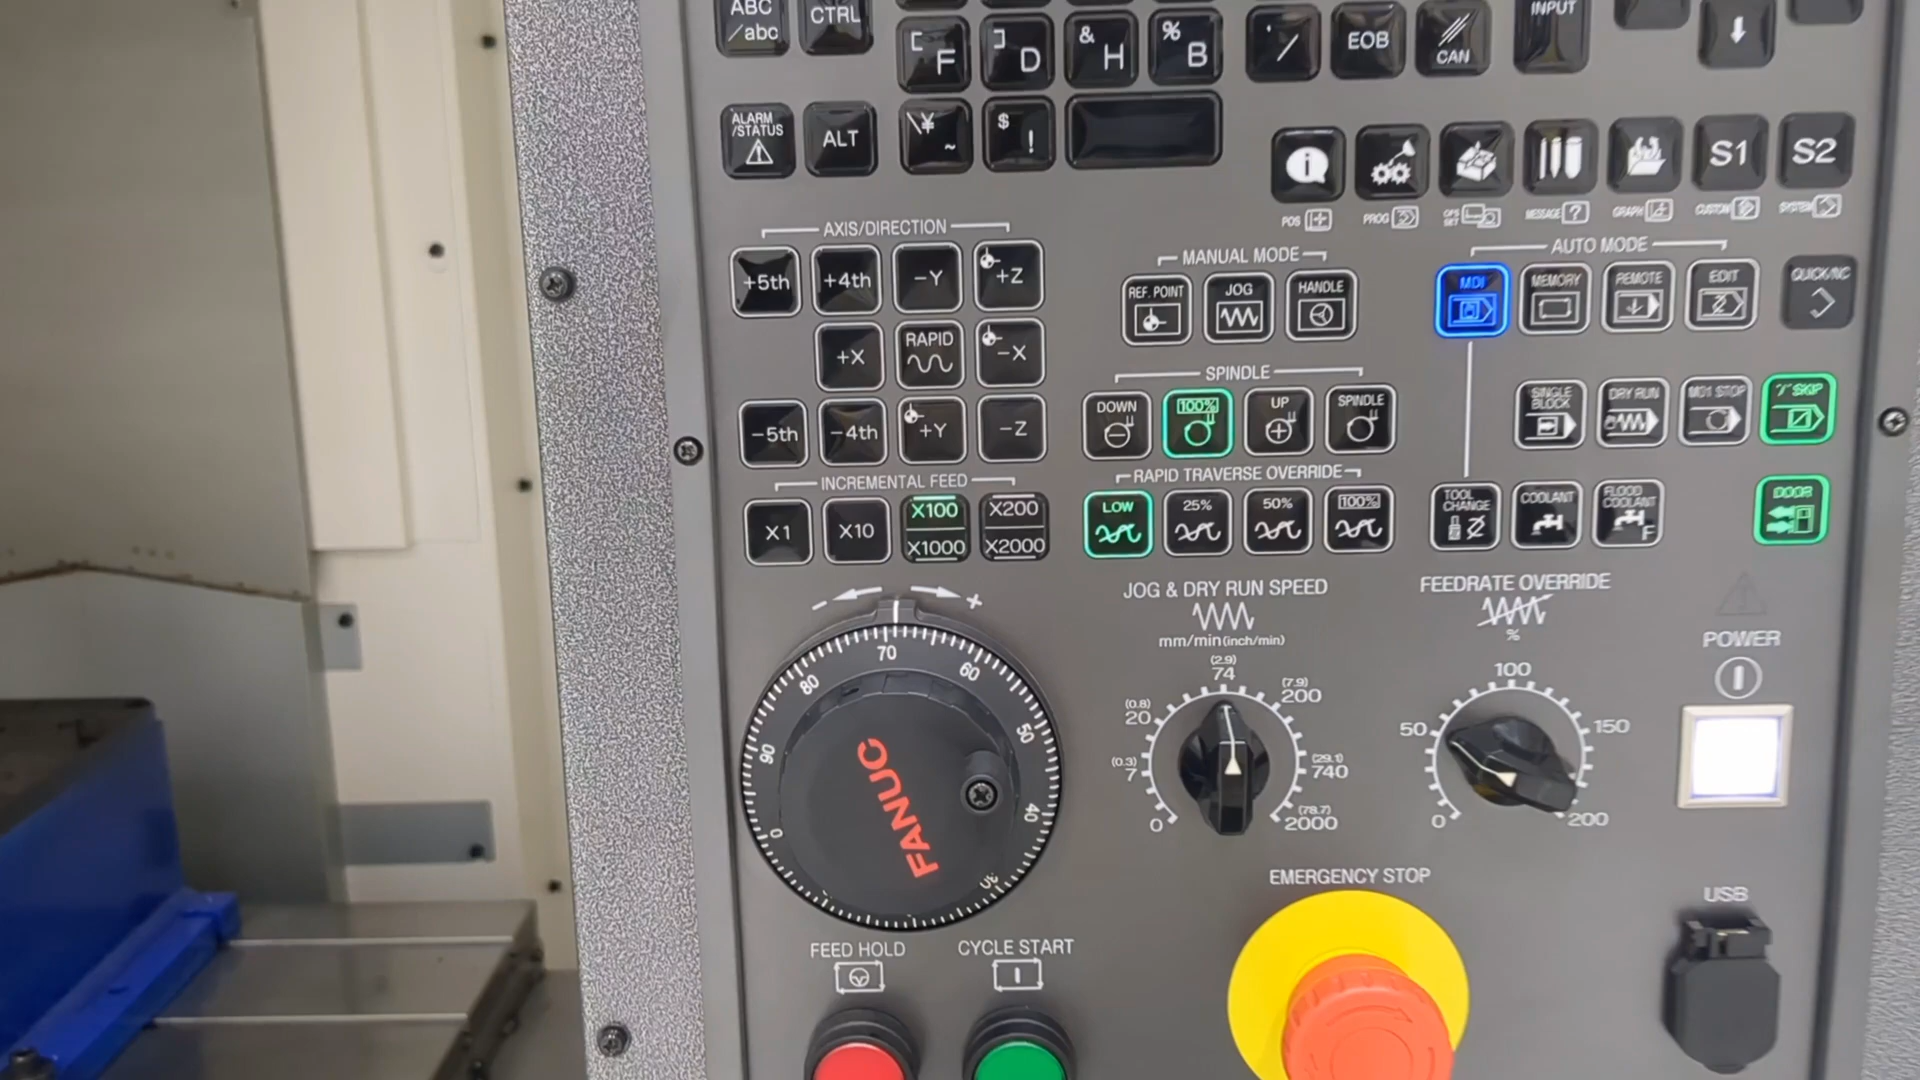 ABC
/abc
CTRL
[ F
] D
& H
% B
' /
EOB
CAN
INPUT
ALARM
/STATUS
ALT
\ ¥ ~
$ !
S1
S2
POS
PROG
OFS
SET
MESSAGE ?
GRAPH
CUSTOM
SYSTEM
AXIS/DIRECTION
+5th
+4th
-Y
+Z
+X
RAPID
-X
-5th
-4th
+Y
-Z
MANUAL MODE
REF. POINT
JOG
HANDLE
AUTO MODE
MDI
MEMORY
REMOTE
EDIT
QUICK/NC
SPINDLE
DOWN
100%
UP
SPINDLE
SINGLE
BLOCK
DRY RUN
M01 STOP
"/" SKIP
INCREMENTAL FEED
X1
X10
X100
X1000
X200
X2000
RAPID TRAVERSE OVERRIDE
LOW
25%
50%
100%
TOOL
CHANGE
COOLANT
FLOOD
COOLANT
F
DOOR
- +
70
80
60
90
50
0
40
30
FANUC
JOG & DRY RUN SPEED
mm/min(inch/min)
(2.9)
74
(7.9)
200
(0.8)
20
(0.3)
7
(29.1)
740
0
(78.7)
2000
FEEDRATE OVERRIDE
%
100
50
150
0
200
POWER
EMERGENCY STOP
USB
FEED HOLD
CYCLE START